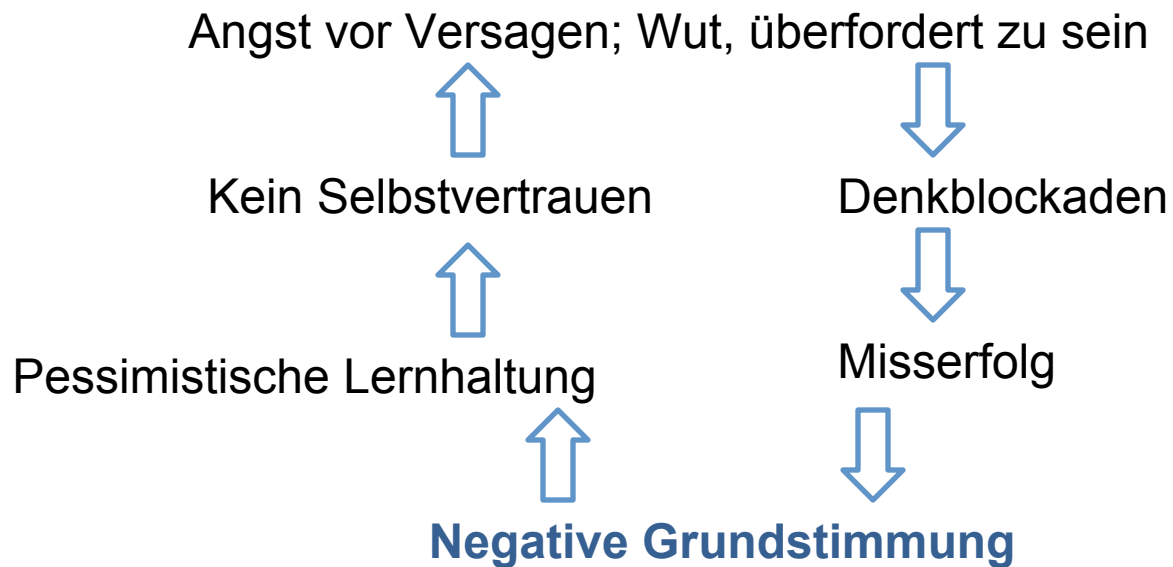 Angst vor Versagen; Wut, überfordert zu sein
Kein Selbstvertrauen
Denkblockaden
Pessimistische Lernhaltung
Misserfolg
Negative Grundstimmung